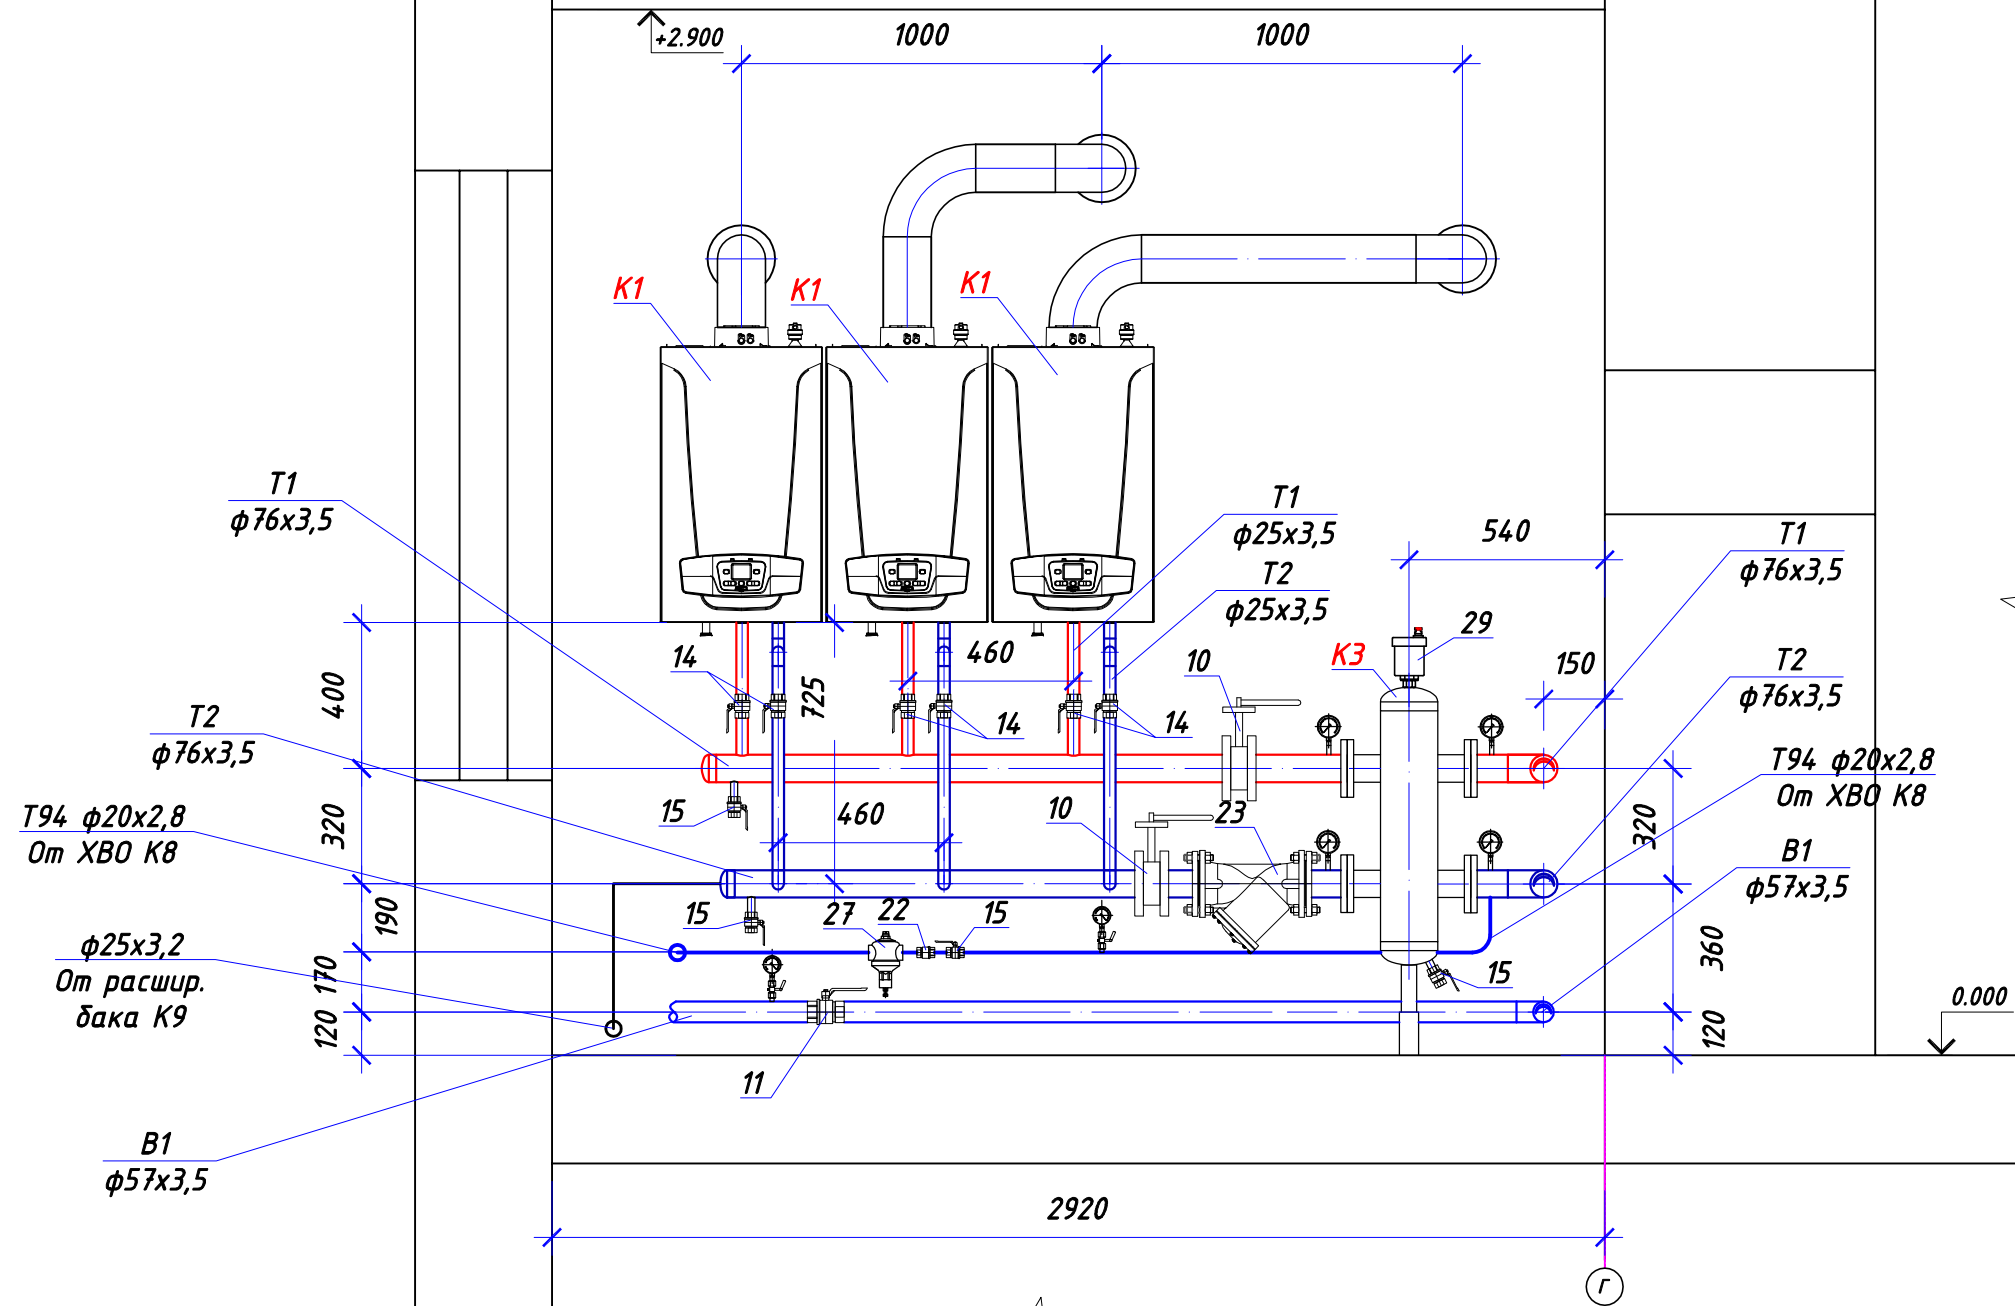 +2.900
1000
1000
К1
К1
К1
Т1
ф76х3,5
Т1
ф25х3,5
Т2
ф25х3,5
540
Т1
ф76х3,5
29
К3
150
Т2
ф76х3,5
14
460
10
400
725
Т2
ф76х3,5
14
14
Т94 ф20х2,8
От ХВО К8
15
460
10
23
320
320
Т94 ф20х2,8
От ХВО К8
В1
ф57х3,5
190
15
27
22
15
ф25х3,2
От расшир.
бака К9
170
360
15
0.000
120
120
11
В1
ф57х3,5
2920
Г